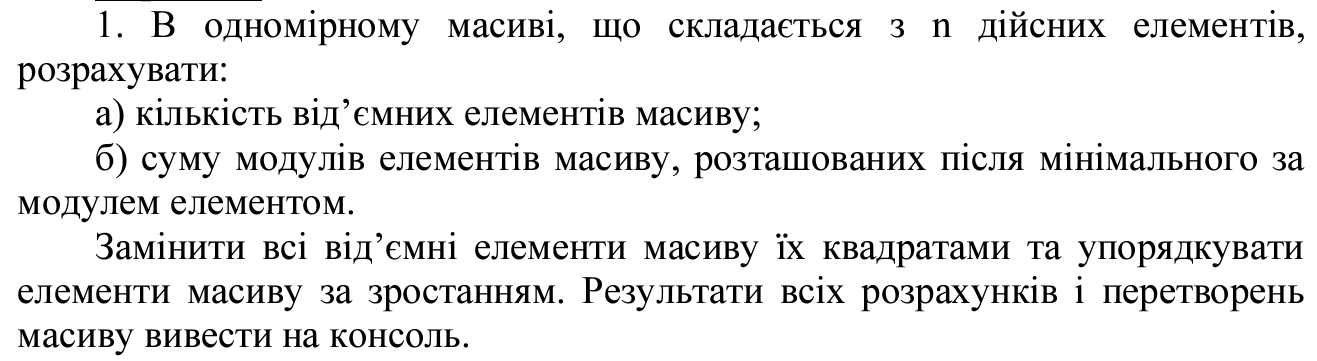 1. В одномірному масиві, що складається з n дійсних елементів,
розрахувати:
а) кількість від’ємних елементів масиву;
б) суму модулів елементів масиву, розташованих після мінімального за
модулем елементом.
Замінити всі від’ємні елементи масиву їх квадратами та упорядкувати
елементи масиву за зростанням. Результати всіх розрахунків і перетворень
масиву вивести на консоль.